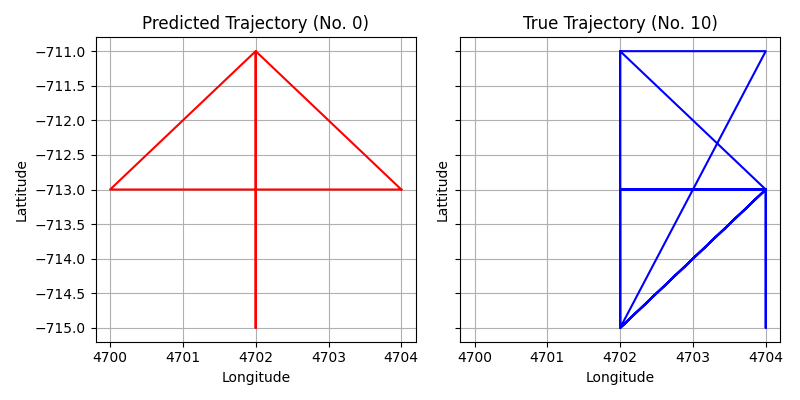 Predicted Trajectory (No. 0)
True Trajectory (No. 10)
−711.0
−711.5
−712.0
−712.5
−713.0
−713.5
−714.0
−714.5
−715.0
Lattitude
Lattitude
4700 4701 4702 4703 4704
4700 4701 4702 4703 4704
Longitude
Longitude